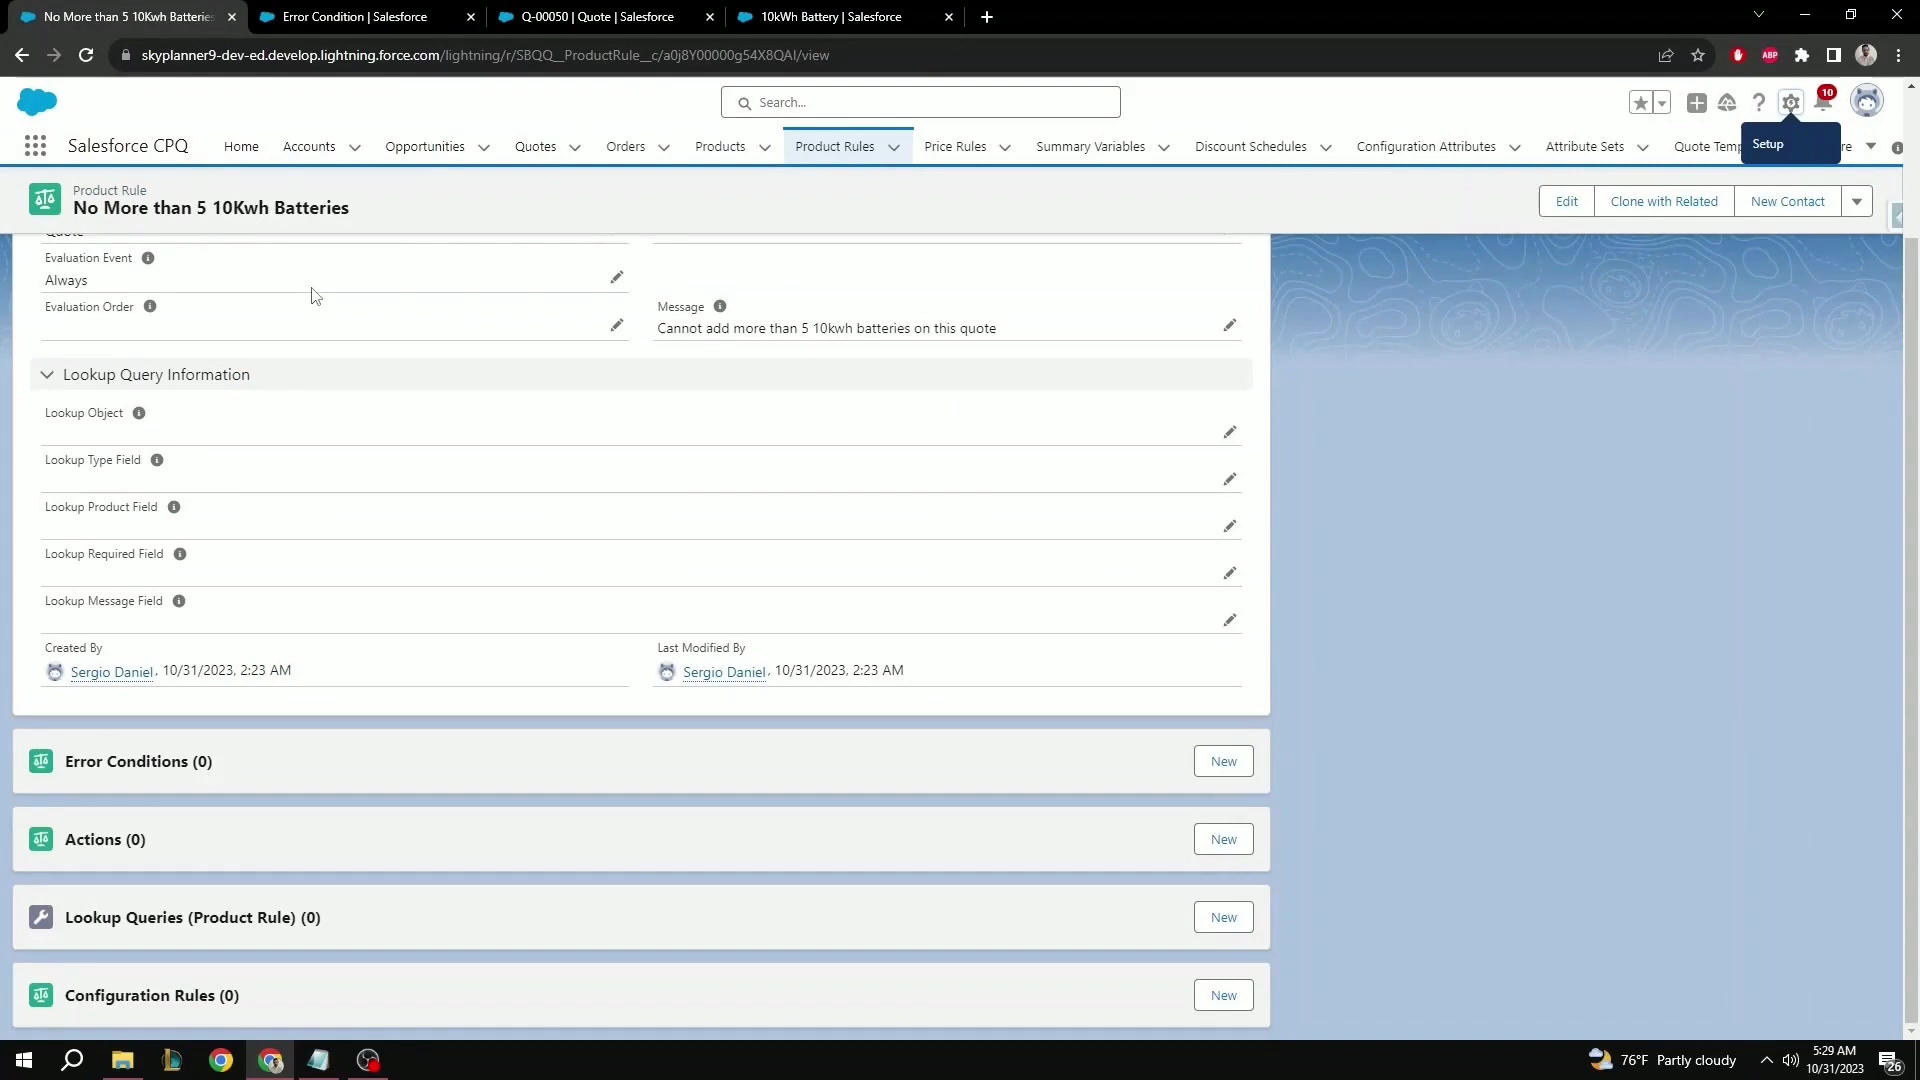 No More than 5 10Kwh Batteries
Error Condition | Salesforce
Q-00050 | Quote | Salesforce
10kWh Battery | Salesforce
skyplanner9-dev-ed.develop.lightning.force.com/lightning/r/SBQQ__ProductRule__c/a0j8Y00000g54X8QAI/view
ABP
Search...
10
Salesforce CPQ
Home
Accounts
Opportunities
Quotes
Orders
Products
Product Rules
Price Rules
Summary Variables
Discount Schedules
Configuration Attributes
Attribute Sets
Quote Temp
re
Setup
Product Rule
No More than 5 10Kwh Batteries
Edit
Clone with Related
New Contact
Quote
Evaluation Event
Always
Evaluation Order
Message
Cannot add more than 5 10kwh batteries on this quote
Lookup Query Information
Lookup Object
Lookup Type Field
Lookup Product Field
Lookup Required Field
Lookup Message Field
Created By
Sergio Daniel, 10/31/2023, 2:23 AM
Last Modified By
Sergio Daniel, 10/31/2023, 2:23 AM
Error Conditions (0)
New
Actions (0)
New
Lookup Queries (Product Rule) (0)
New
Configuration Rules (0)
New
76°F Partly cloudy
5:29 AM
10/31/2023
26